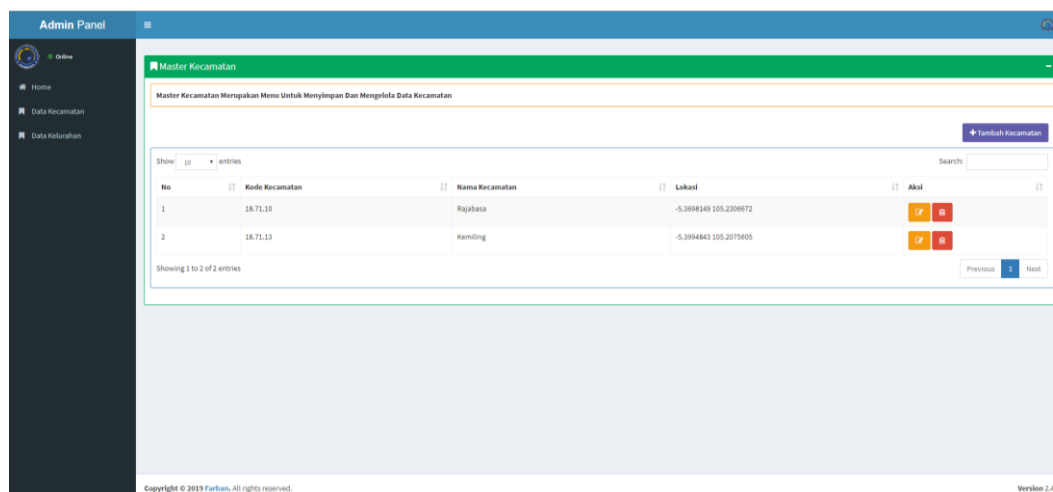 Admin Panel
Online
Home
Data Kecamatan
Data Kelurahan
Master Kecamatan
Master Kecamatan Merupakan Menu Untuk Menyimpan Dan Mengelola Data Kecamatan
Tambah Kecamatan
Show 10 entries Search:
No Kode Kecamatan Nama Kecamatan Lokasi Aksi
1 18.71.10 Rajabasa -5.3698149 105.2306672
2 18.71.13 Kemiling -5.3994843 105.2075605
Showing 1 to 2 of 2 entries Previous 1 Next
Copyright © 2019 Farhan. All rights reserved. Version